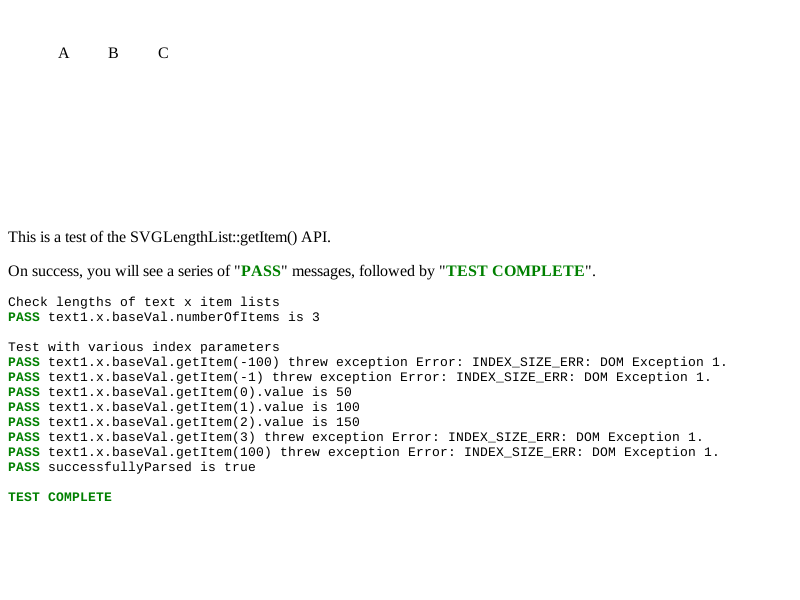 A B C
This is a test of the SVGLengthList::getItem() API.
On success, you will see a series of "PASS" messages, followed by "TEST COMPLETE".
Check lengths of text x item lists
PASS text1.x.baseVal.numberOfItems is 3
Test with various index parameters
PASS text1.x.baseVal.getItem(-100) threw exception Error: INDEX_SIZE_ERR: DOM Exception 1.
PASS text1.x.baseVal.getItem(-1) threw exception Error: INDEX_SIZE_ERR: DOM Exception 1.
PASS text1.x.baseVal.getItem(0).value is 50
PASS text1.x.baseVal.getItem(1).value is 100
PASS text1.x.baseVal.getItem(2).value is 150
PASS text1.x.baseVal.getItem(3) threw exception Error: INDEX_SIZE_ERR: DOM Exception 1.
PASS text1.x.baseVal.getItem(100) threw exception Error: INDEX_SIZE_ERR: DOM Exception 1.
PASS successfullyParsed is true
TEST COMPLETE